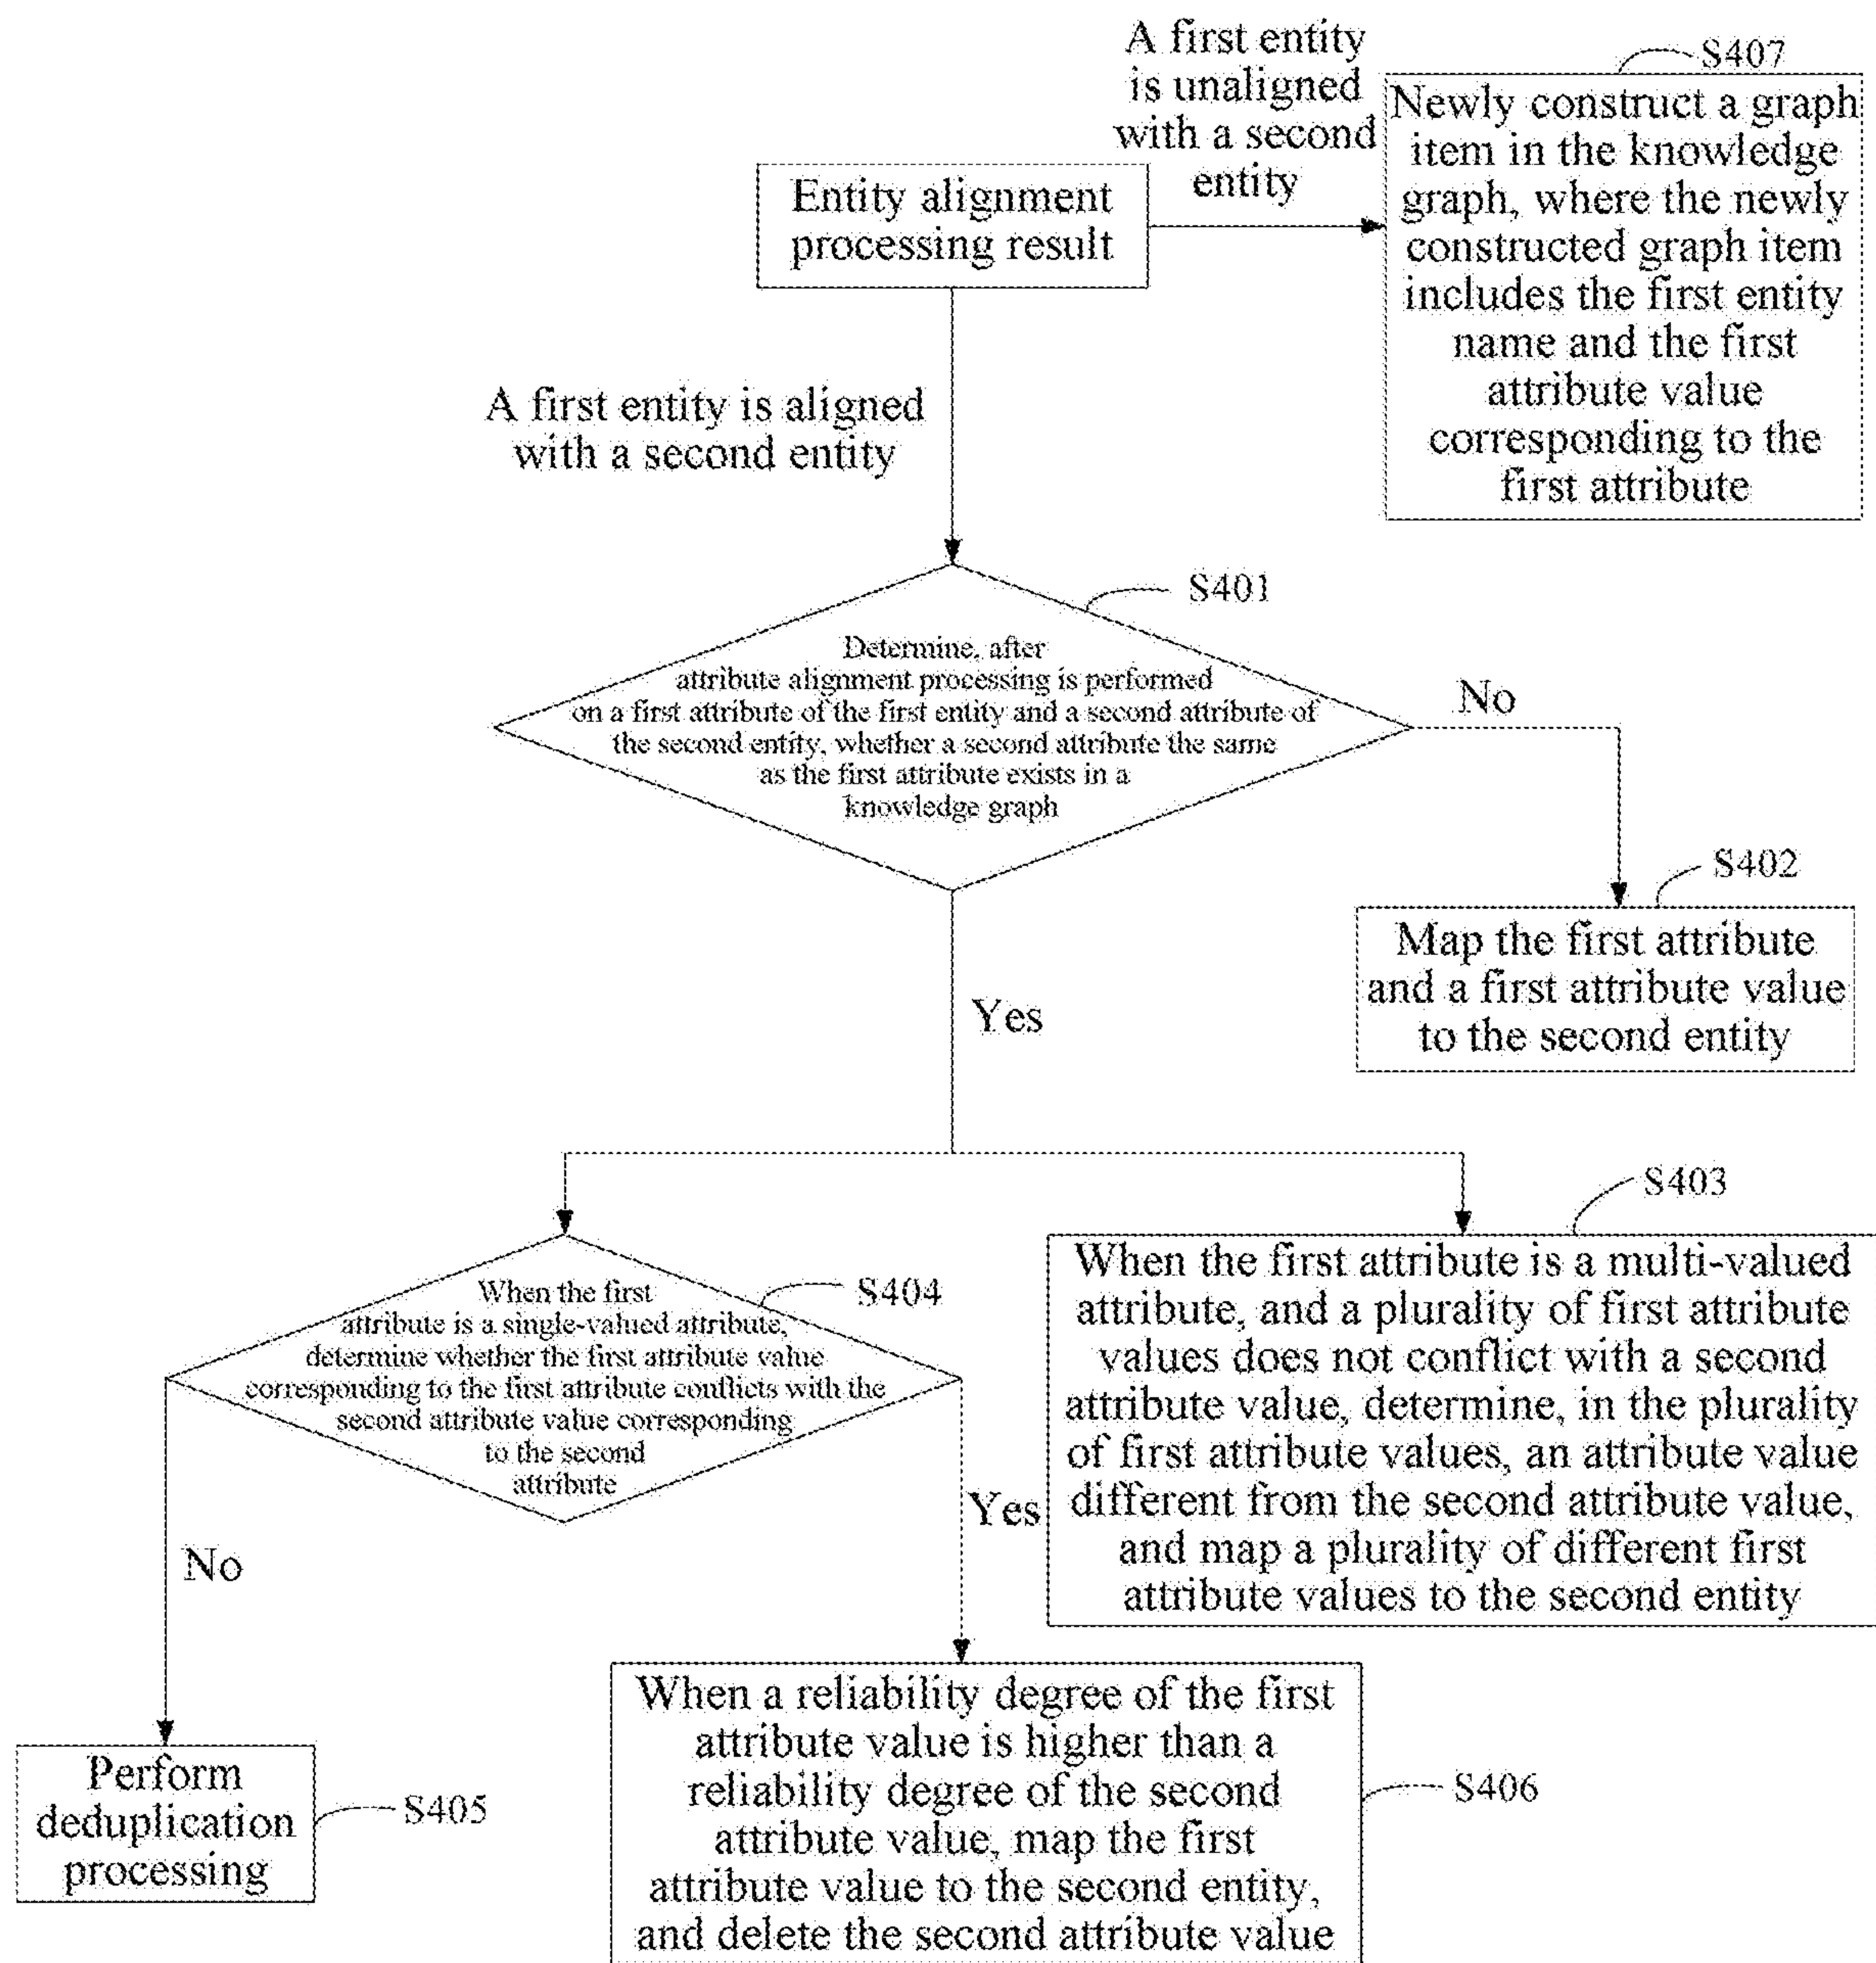 A first entity
is unaligned
with a second
entity
S407
Newly construct a graph
item in the knowledge
graph, where the newly
constructed graph item
includes the first entity
name and the first
attribute value
corresponding to the
first attribute
Entity alignment
processing result
A first entity is aligned
with a second entity
S401
Determine, after
attribute alignment processing is performed
on a first attribute of the first entity and a second attribute of
the second entity, whether a second attribute the same
as the first attribute exists in a
knowledge graph
No
S402
Map the first attribute
and a first attribute value
to the second entity
Yes
S403
When the first attribute is a multi-valued
attribute, and a plurality of first attribute
values does not conflict with a second
attribute value, determine, in the plurality
of first attribute values, an attribute value
different from the second attribute value,
and map a plurality of different first
attribute values to the second entity
S404
When the first
attribute is a single-valued attribute,
determine whether the first attribute value
corresponding to the first attribute conflicts with the
second attribute value corresponding
to the second
attribute
Yes
No
Perform
deduplication
processing
S405
When a reliability degree of the first
attribute value is higher than a
reliability degree of the second
attribute value, map the first
attribute value to the second entity,
and delete the second attribute value
S406